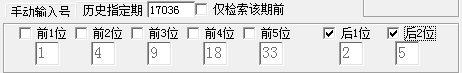 手动输入号 历史指定期 17036 仅检索该期前
前1位 前2位 前3位 前4位 前5位 后1位 后2位
1 4 9 18 33 2 5